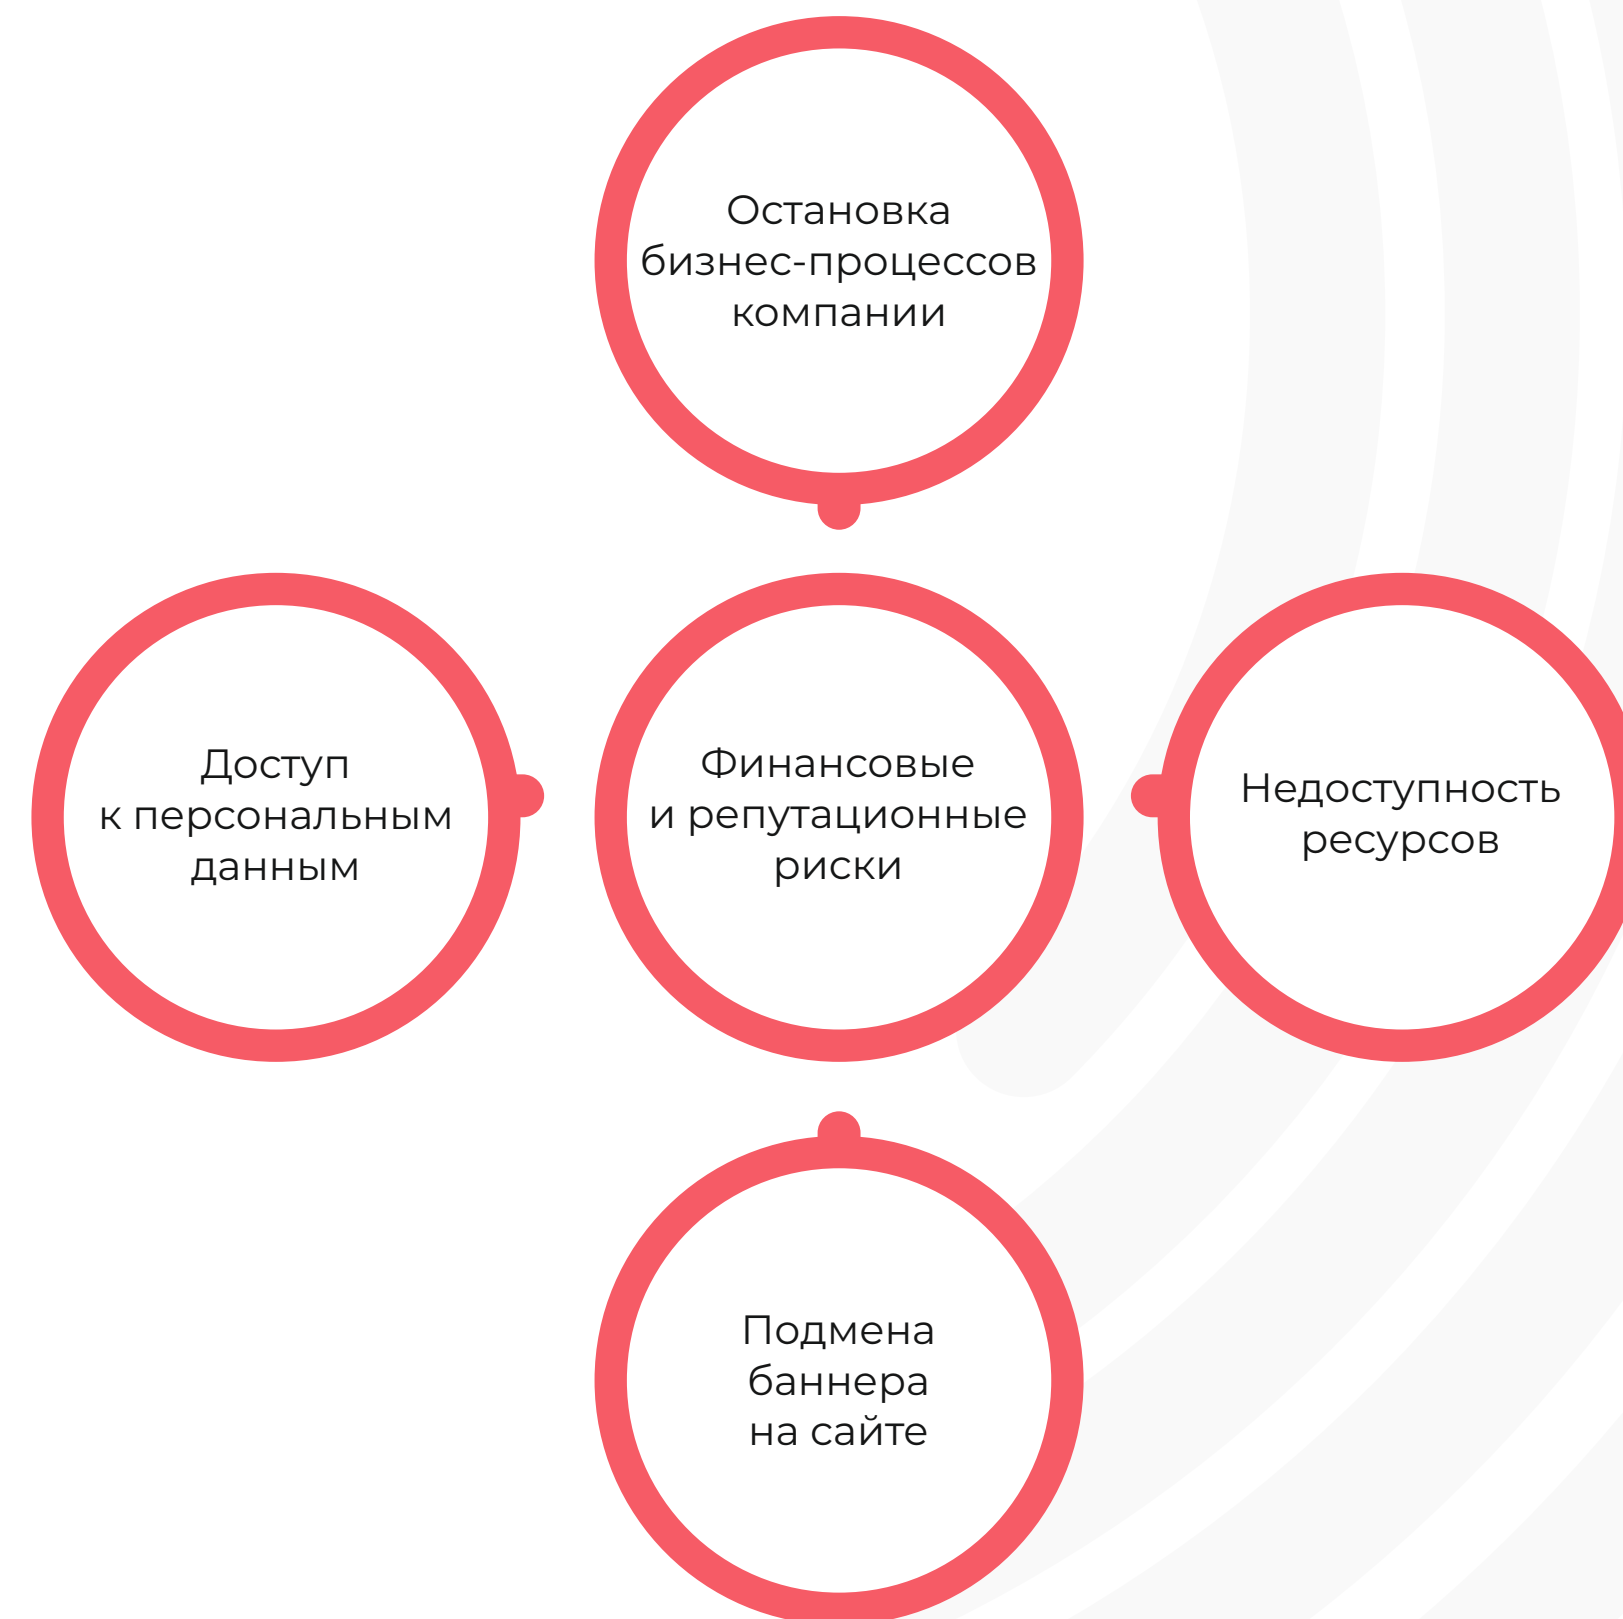 Остановка
бизнес-процессов
компании
Доступ
к персональным
данным
Финансовые
и репутационные
риски
Недоступность
ресурсов
Подмена
баннера
на сайте